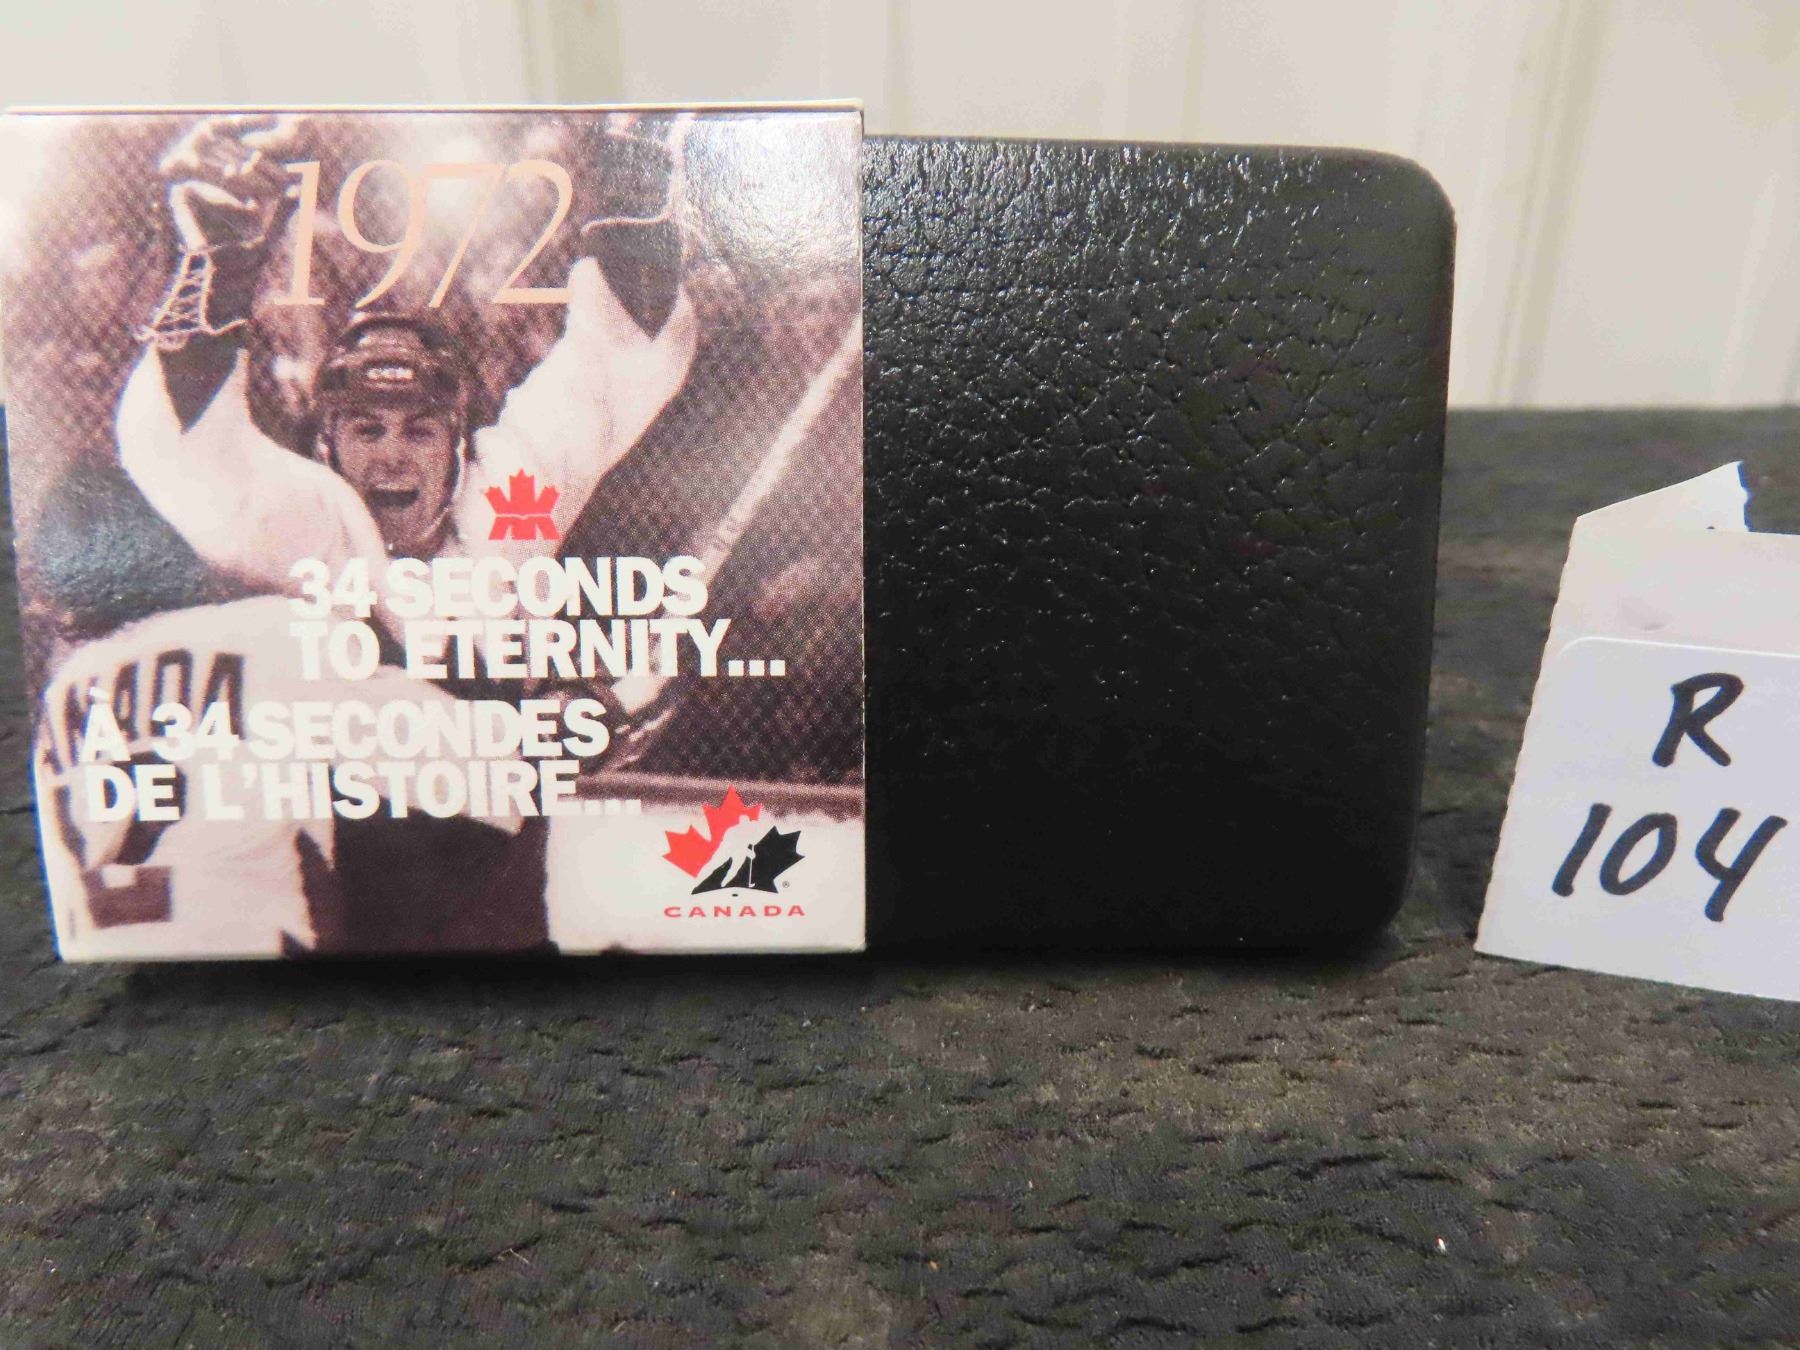 1972
34 SECONDS
TO ETERNITY...
À 34 SECONDES
DE L'HISTOIRE...
CANADA
R
104